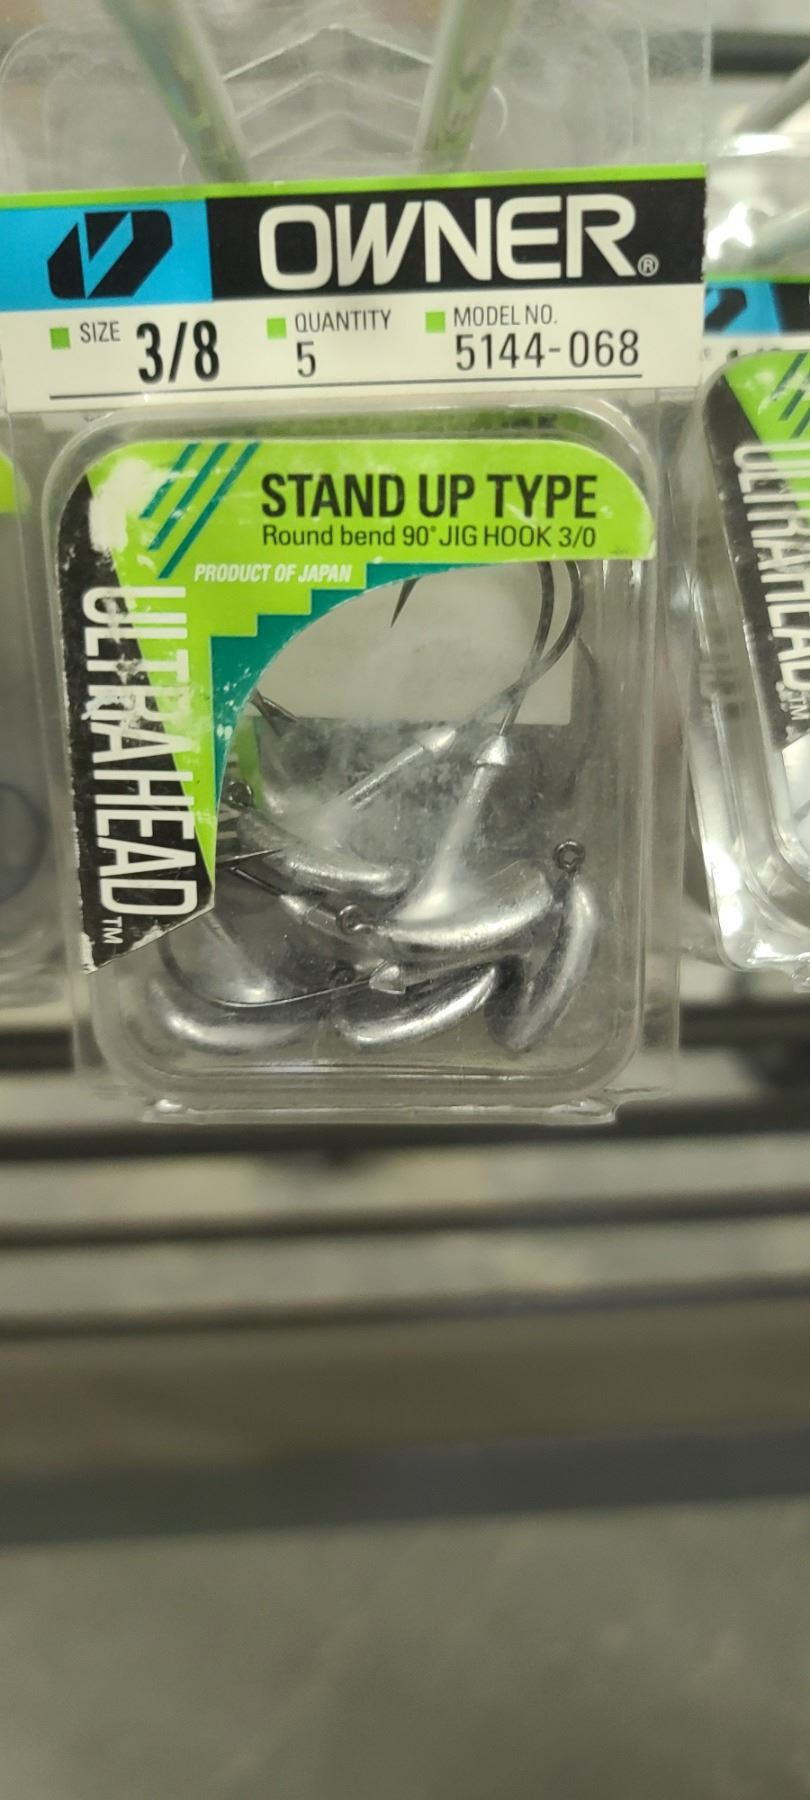 OWNER®
SIZE 3/8 QUANTITY 5 MODEL NO. 5144-068
STAND UP TYPE
Round bend 90° JIG HOOK 3/0
PRODUCT OF JAPAN
ULTRAHEAD™
ULTRAHEAD™